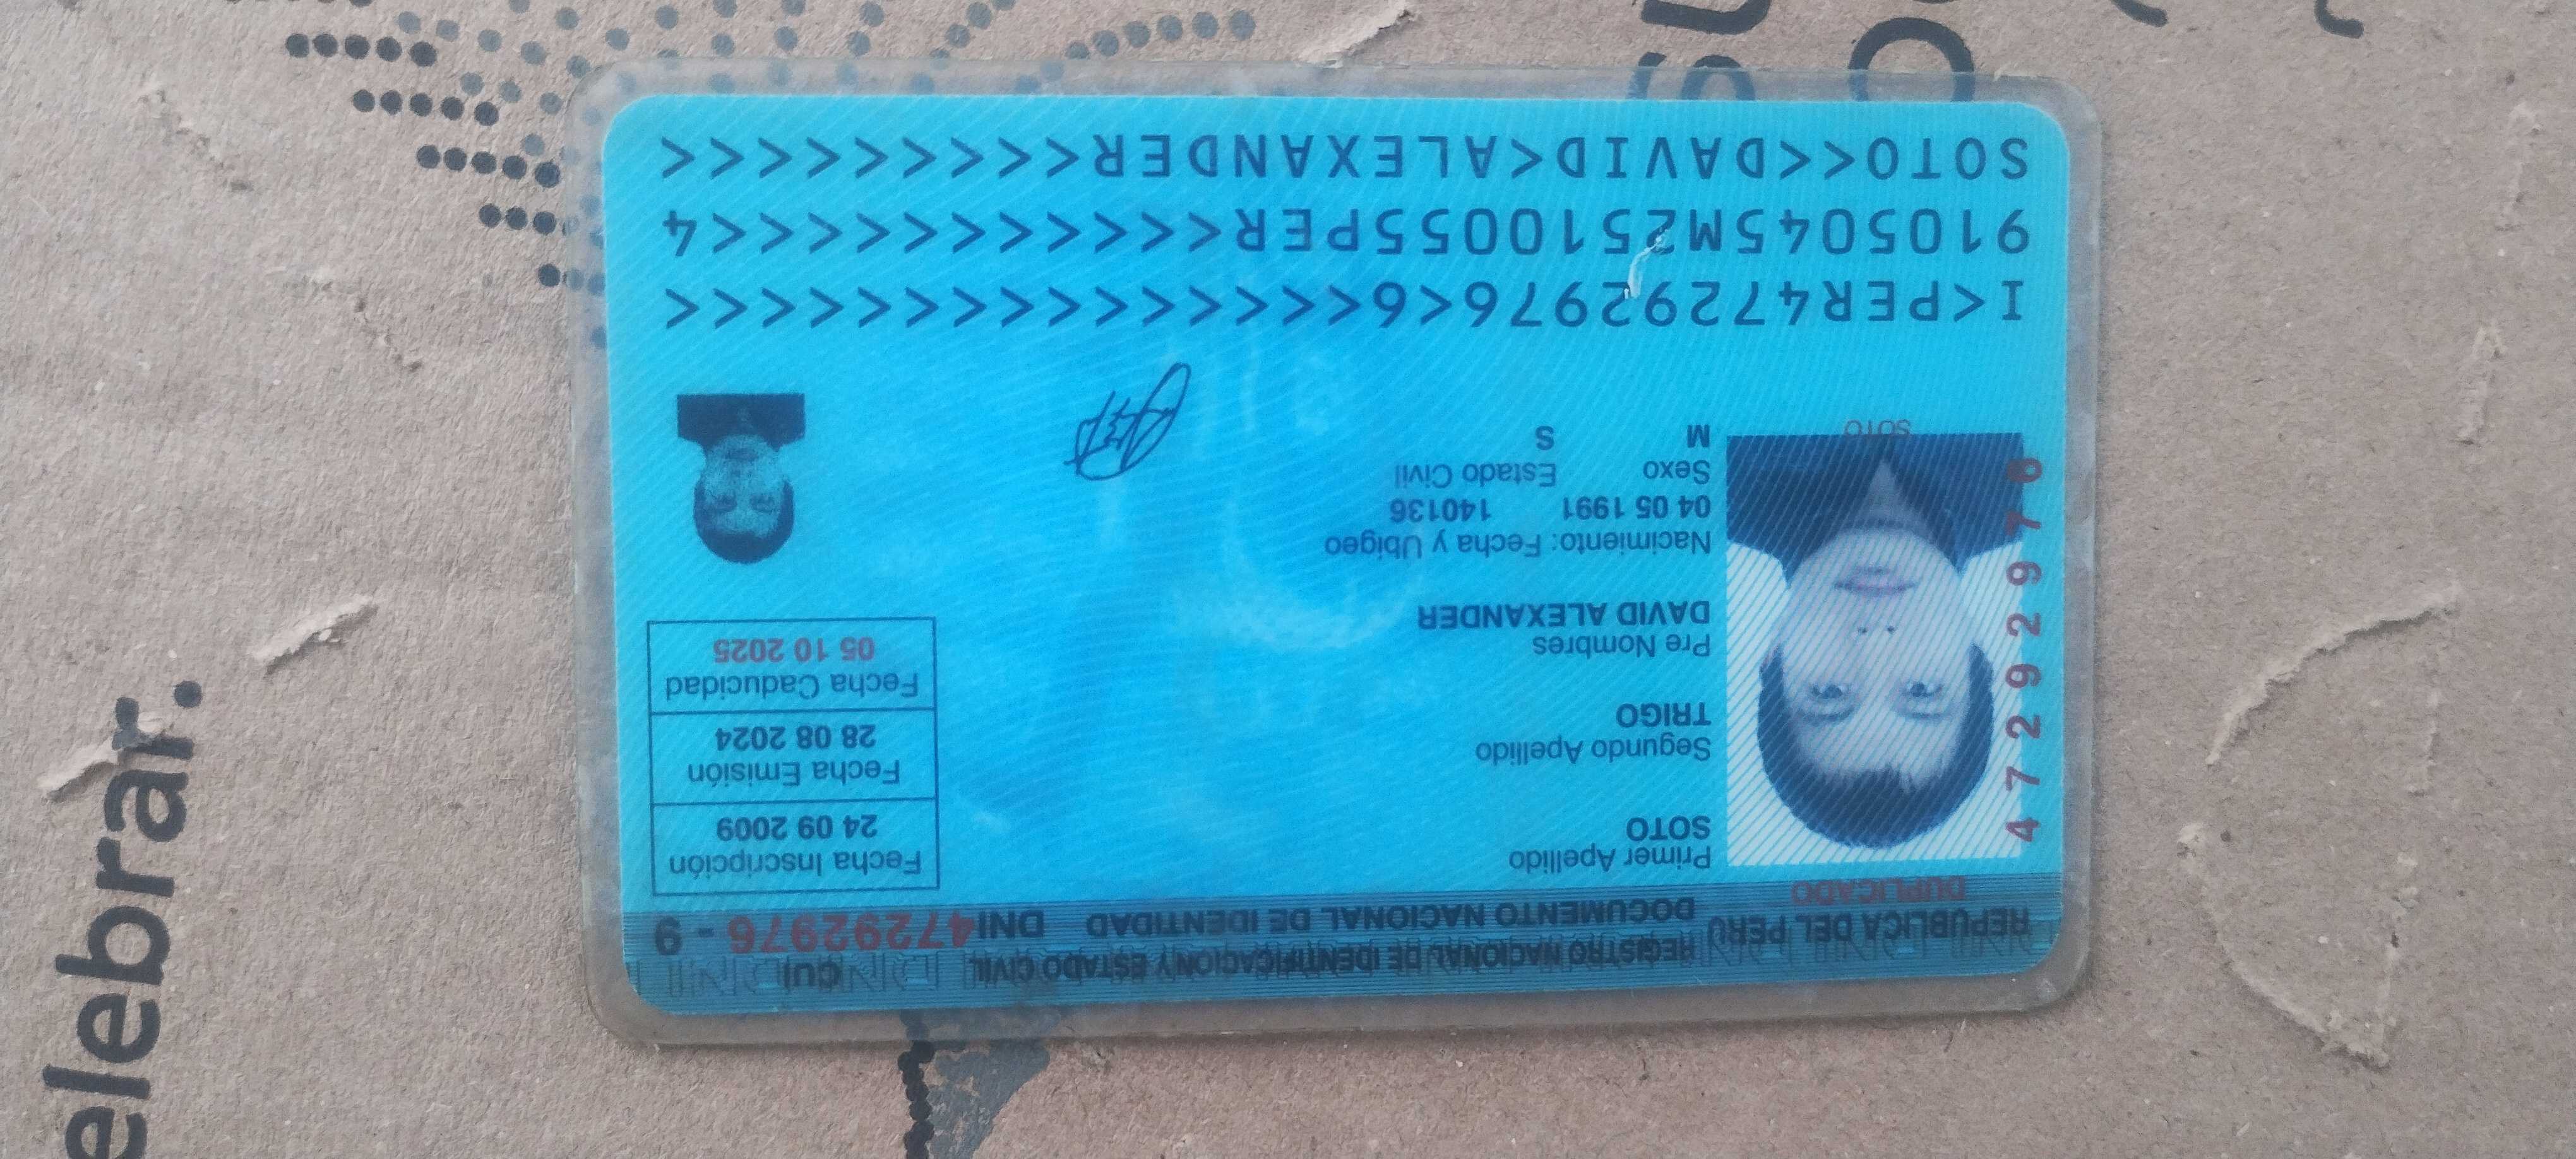 REPUBLICA DEL PERÚ
REGISTRO NACIONAL DE IDENTIFICACION Y ESTADO CIVIL
DOCUMENTO NACIONAL DE IDENTIDAD
CUI
DNI 47292976 - 9
DUPLICADO
Primer Apellido
SOTO
Segundo Apellido
TRIGO
Pre Nombres
DAVID ALEXANDER
Nacimiento: Fecha y Ubigeo
04 05 1991 140136
Sexo Estado Civil
M S
Fecha Inscripción
24 09 2009
Fecha Emisión
28 08 2024
Fecha Caducidad
05 10 2025
47292976
SOTO
I<PER47292976<6<<<<<<<<<<<<<<<
9105045M2510055PER<<<<<<<<<<<4
SOTO<<DAVID<ALEXANDER<<<<<<<<<
elebrar.